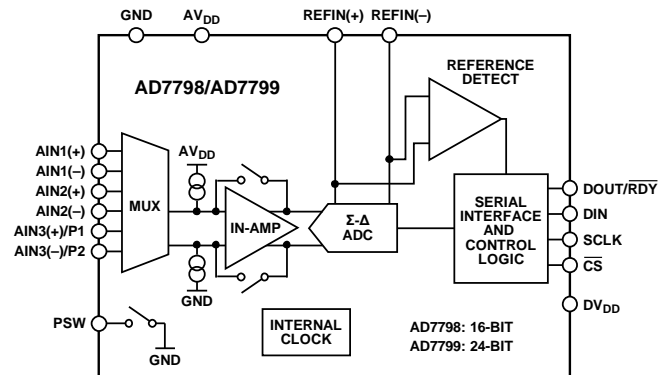 GND
AVDD
REFIN(+)
REFIN(–)
REFERENCE
DETECT
AD7798/AD7799
AIN1(+)
AIN1(–)
AIN2(+)
AIN2(–)
AIN3(+)/P1
AIN3(–)/P2
MUX
AVDD
IN-AMP
GND
Σ-Δ
ADC
SERIAL
INTERFACE
AND
CONTROL
LOGIC
DOUT/RDY
DIN
SCLK
CS
DVDD
PSW
GND
INTERNAL
CLOCK
AD7798: 16-BIT
AD7799: 24-BIT